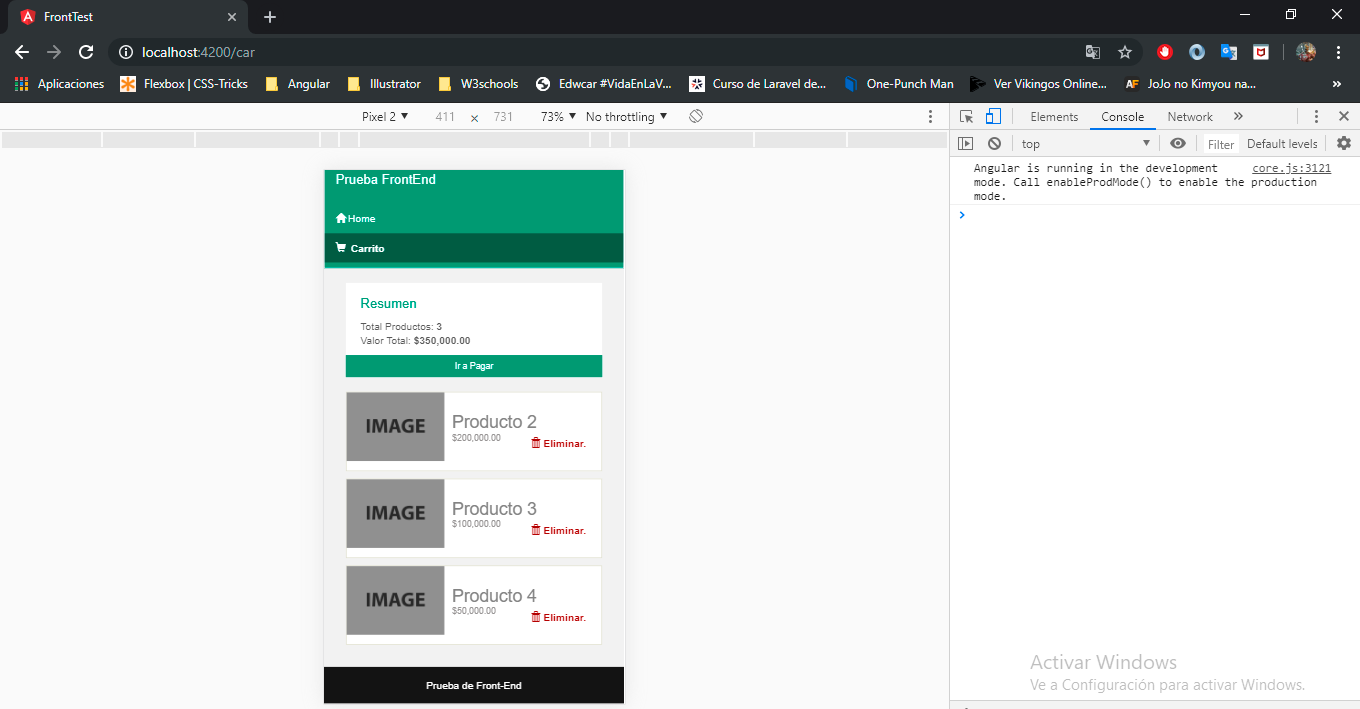 FrontTest
localhost:4200/car
Aplicaciones
Flexbox | CSS-Tricks
Angular
Illustrator
W3schools
Edwcar #VidaEnLaV...
Curso de Laravel de...
One-Punch Man
Ver Vikingos Online...
AF JoJo no Kimyou na...
»
Pixel 2 ▼ 411 × 731 73% ▼ No throttling ▼
Elements Console Network »
top ▼ Filter Default levels
Angular is running in the development core.js:3121
mode. Call enableProdMode() to enable the production
mode.
Prueba FrontEnd
Home
Carrito
Resumen
Total Productos: 3
Valor Total: $350,000.00
Ir a Pagar
IMAGE
Producto 2
$200,000.00
Eliminar.
IMAGE
Producto 3
$100,000.00
Eliminar.
IMAGE
Producto 4
$50,000.00
Eliminar.
Prueba de Front-End
Activar Windows
Ve a Configuración para activar Windows.